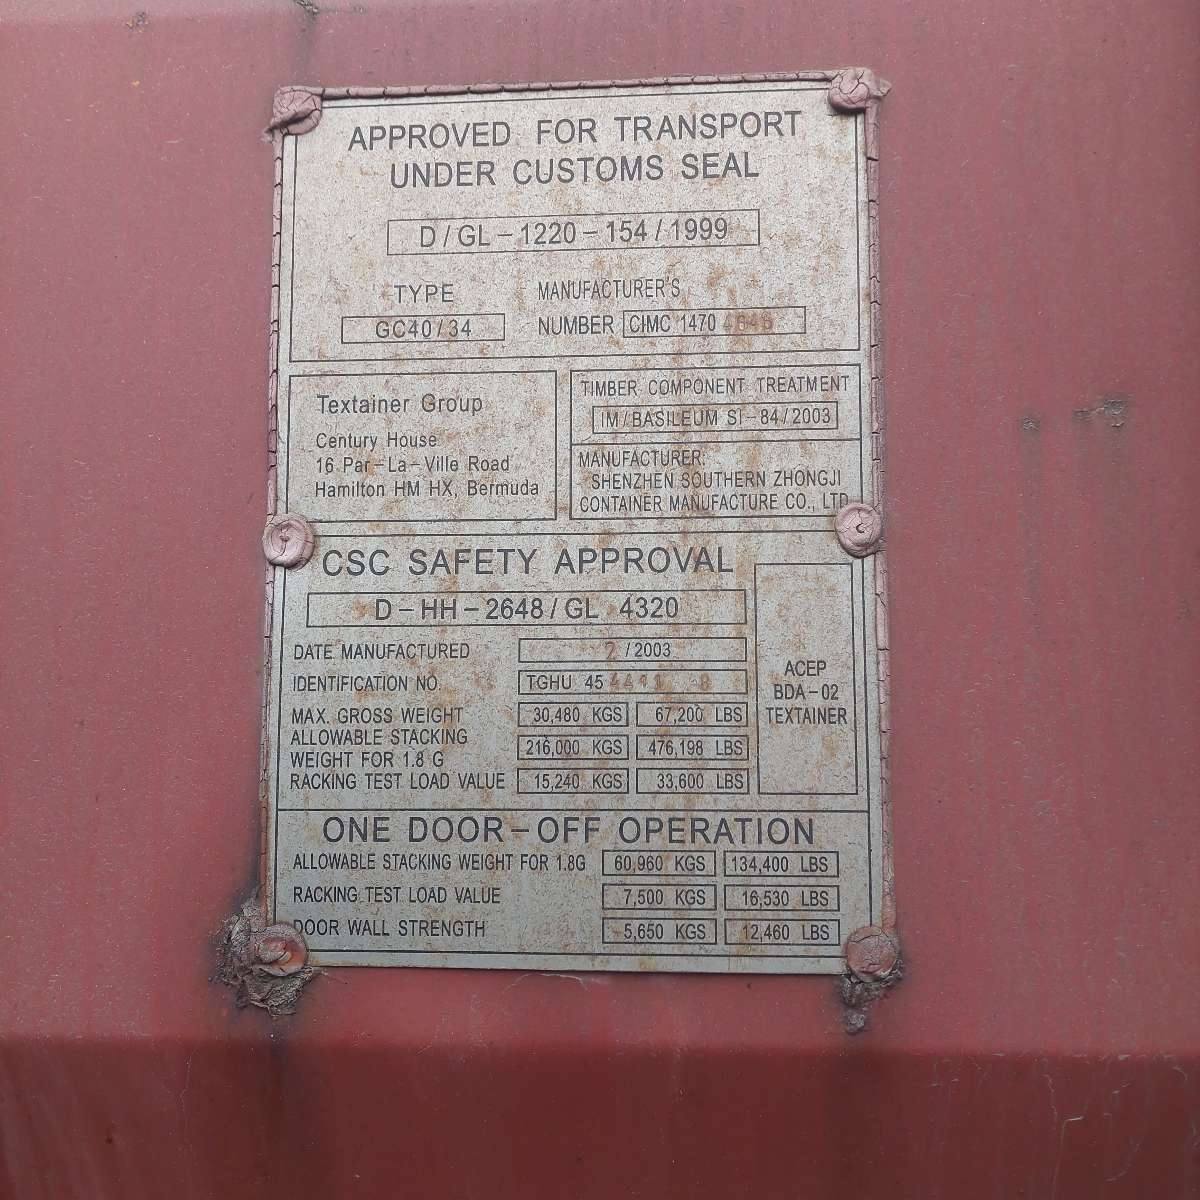 APPROVED FOR TRANSPORT
UNDER CUSTOMS SEAL
D/GL-1220-154/1999
TYPE
GC40/34
MANUFACTURER'S
NUMBER CIMC 1470
Textainer Group
Century House
16 Par-La-Ville Road
Hamilton HM HX, Bermuda
TIMBER COMPONENT TREATMENT
IM/BASILEUM SI-84/2003
MANUFACTURER:
SHENZHEN SOUTHERN ZHONGJI
CONTAINER MANUFACTURE CO., LTD
CSC SAFETY APPROVAL
D-HH-2648/GL 4320
DATE MANUFACTURED 2/2003
IDENTIFICATION NO. TGHU 45
MAX. GROSS WEIGHT 30,480 KGS 67,200 LBS
ALLOWABLE STACKING
WEIGHT FOR 1.8 G 216,000 KGS 476,198 LBS
RACKING TEST LOAD VALUE 15,240 KGS 33,600 LBS
ACEP
BDA-02
TEXTAINER
ONE DOOR-OFF OPERATION
ALLOWABLE STACKING WEIGHT FOR 1.8G 60,960 KGS 134,400 LBS
RACKING TEST LOAD VALUE 7,500 KGS 16,530 LBS
DOOR WALL STRENGTH 5,650 KGS 12,460 LBS